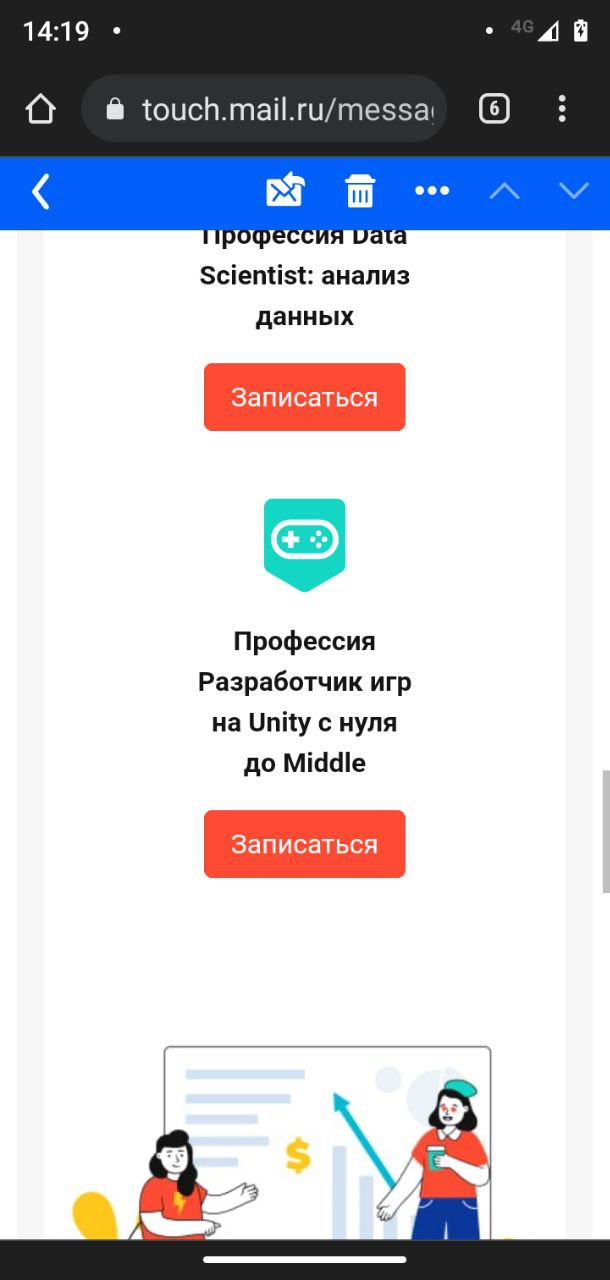 14:19
4G
touch.mail.ru/messa
6
Профессия Data
Scientist: анализ
данных
Записаться
Профессия
Разработчик игр
на Unity с нуля
до Middle
Записаться
$